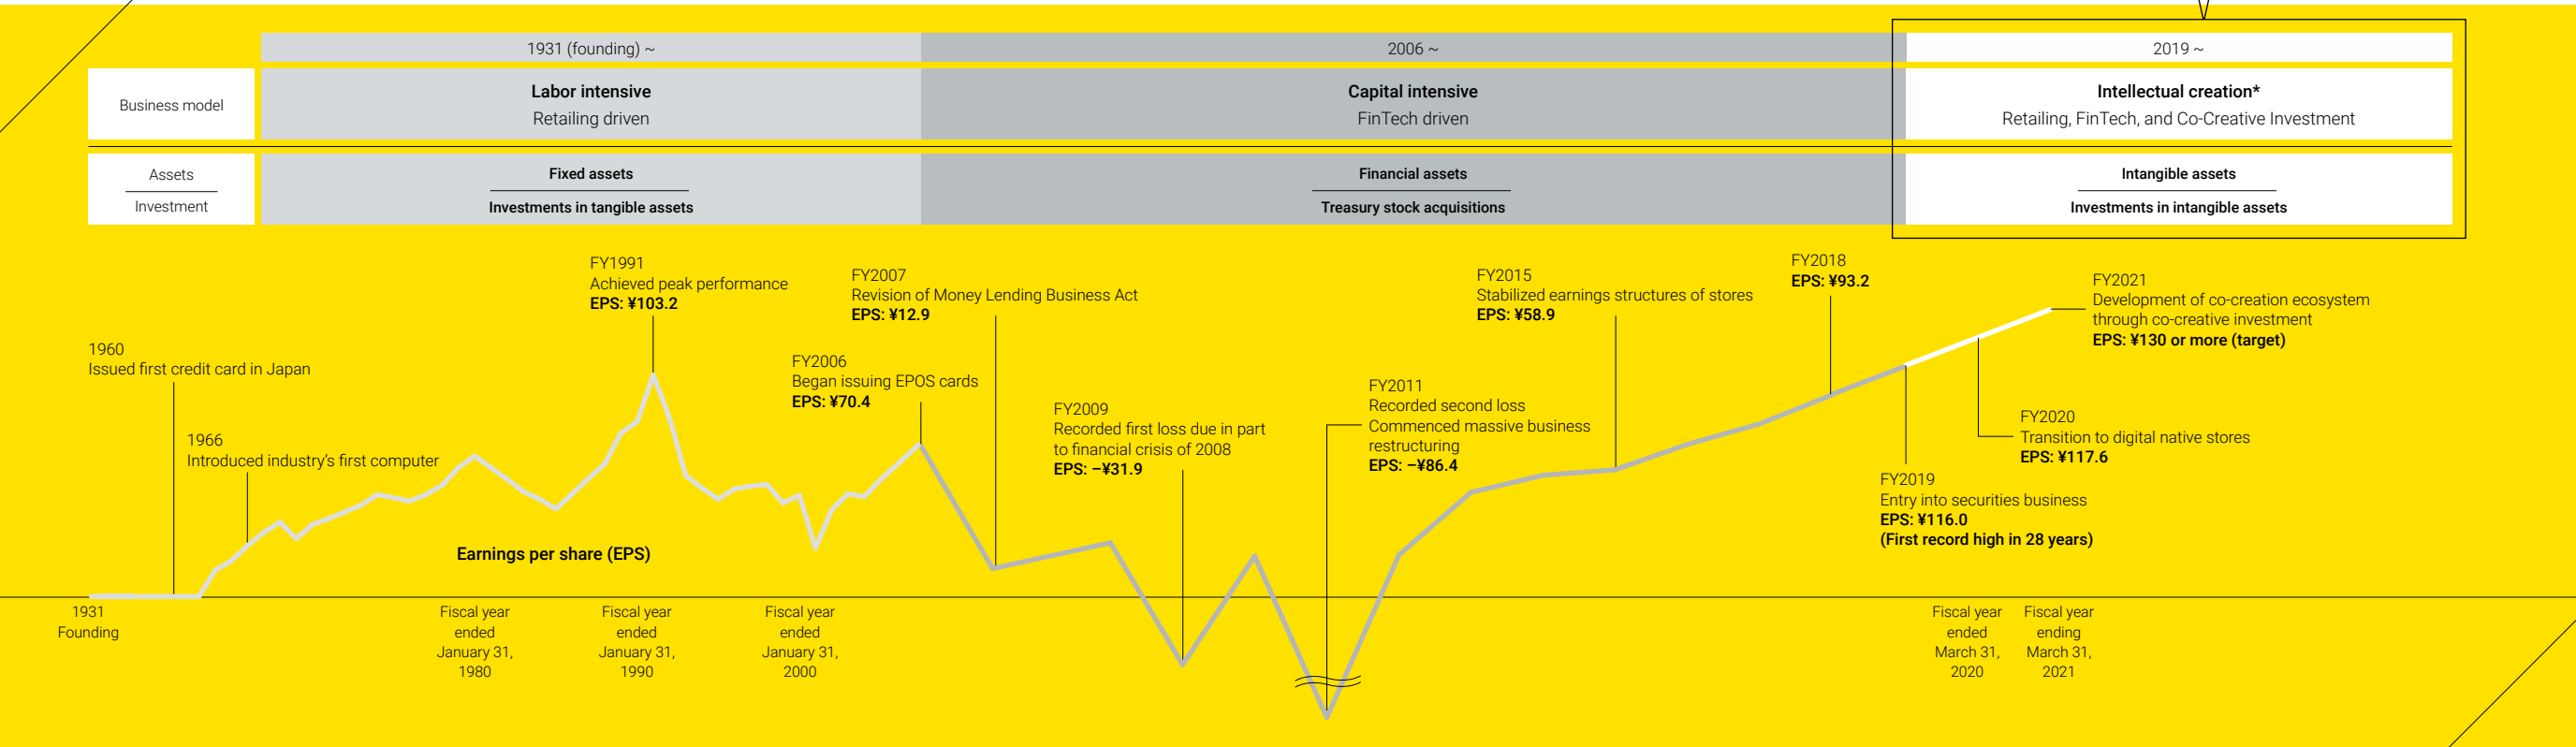 1931 (founding) ~
2006 ~
2019 ~
Business model
Labor intensive
Retailing driven
Capital intensive
FinTech driven
Intellectual creation*
Retailing, FinTech, and Co-Creative Investment
Assets
Investment
Fixed assets
Investments in tangible assets
Financial assets
Treasury stock acquisitions
Intangible assets
Investments in intangible assets
1960
Issued first credit card in Japan
1966
Introduced industry's first computer
FY1991
Achieved peak performance
EPS: ¥103.2
FY2006
Began issuing EPOS cards
EPS: ¥70.4
FY2007
Revision of Money Lending Business Act
EPS: ¥12.9
FY2009
Recorded first loss due in part
to financial crisis of 2008
EPS: −¥31.9
FY2011
Recorded second loss
Commenced massive business
restructuring
EPS: −¥86.4
FY2015
Stabilized earnings structures of stores
EPS: ¥58.9
FY2018
EPS: ¥93.2
FY2019
Entry into securities business
EPS: ¥116.0
(First record high in 28 years)
FY2020
Transition to digital native stores
EPS: ¥117.6
FY2021
Development of co-creation ecosystem
through co-creative investment
EPS: ¥130 or more (target)
Earnings per share (EPS)
1931
Founding
Fiscal year
ended
January 31,
1980
Fiscal year
ended
January 31,
1990
Fiscal year
ended
January 31,
2000
Fiscal year
ended
March 31,
2020
Fiscal year
ending
March 31,
2021